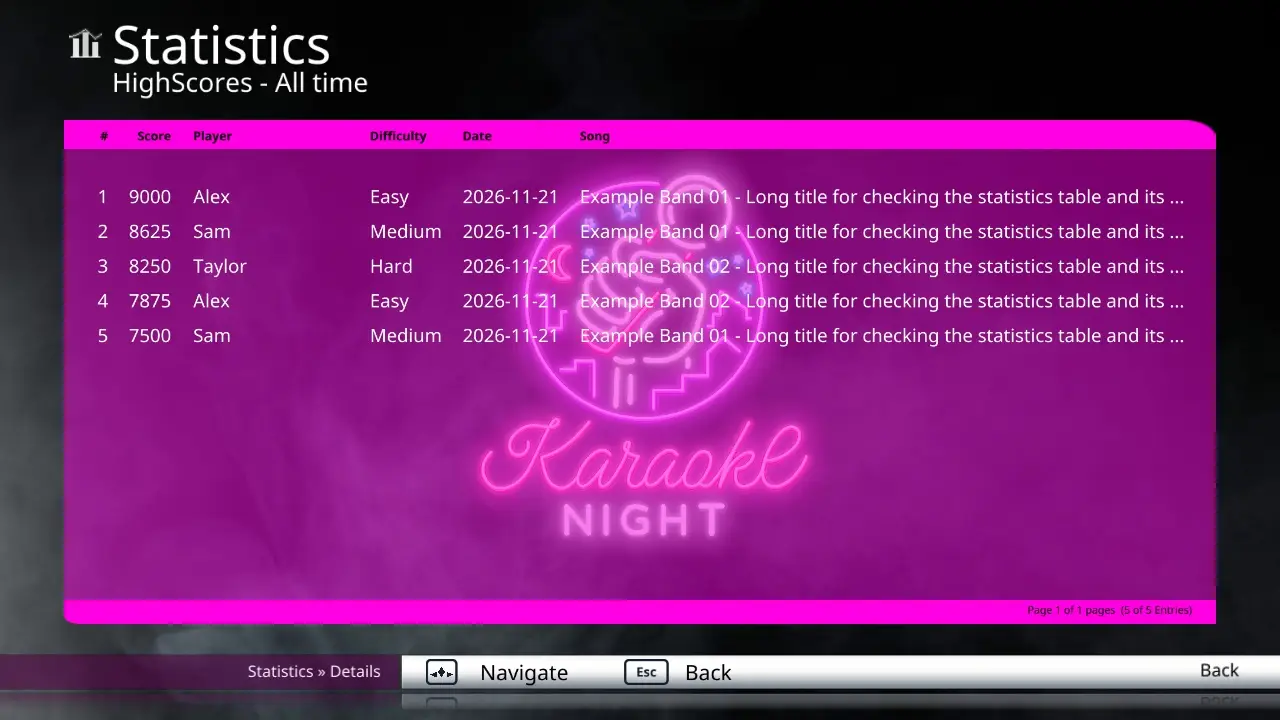 Statistics
HighScores - All time
# Score Player Difficulty Date Song
1 9000 Alex Easy 2026-11-21 Example Band 01 - Long title for checking the statistics table and its ...
2 8625 Sam Medium 2026-11-21 Example Band 01 - Long title for checking the statistics table and its ...
3 8250 Taylor Hard 2026-11-21 Example Band 02 - Long title for checking the statistics table and its ...
4 7875 Alex Easy 2026-11-21 Example Band 02 - Long title for checking the statistics table and its ...
5 7500 Sam Medium 2026-11-21 Example Band 01 - Long title for checking the statistics table and its ...
Karaoke
NIGHT
Page 1 of 1 pages (5 of 5 Entries)
Statistics » Details Navigate Esc Back Back